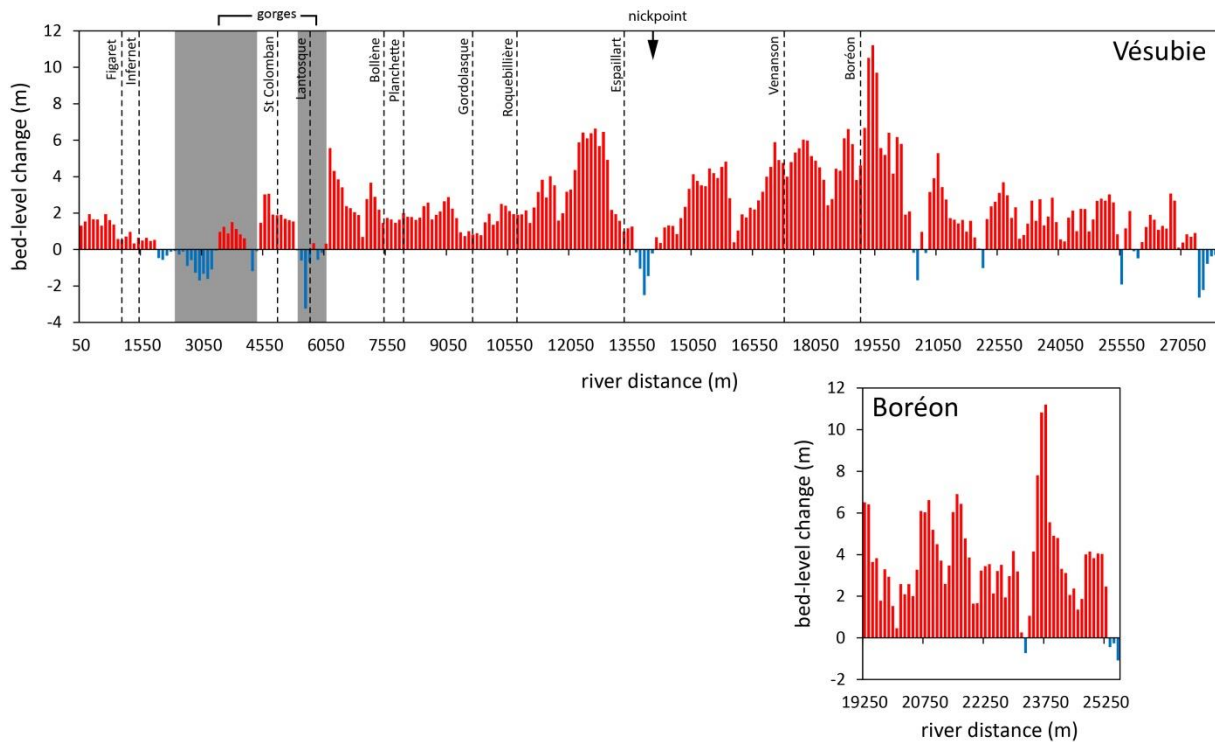 gorges
nickpoint
Vésubie
bed-level change (m)
12
10
8
6
4
2
0
-2
-4
Figaret
Infernet
St Colomban
Lantosque
Bollène
Planchette
Gordolasque
Roquebillière
Espaillart
Venanson
Boréon
50 1550 3050 4550 6050 7550 9050 10550 12050 13550 15050 16550 18050 19550 21050 22550 24050 25550 27050
river distance (m)
Boréon
bed-level change (m)
12
10
8
6
4
2
0
-2
19250 20750 22250 23750 25250
river distance (m)